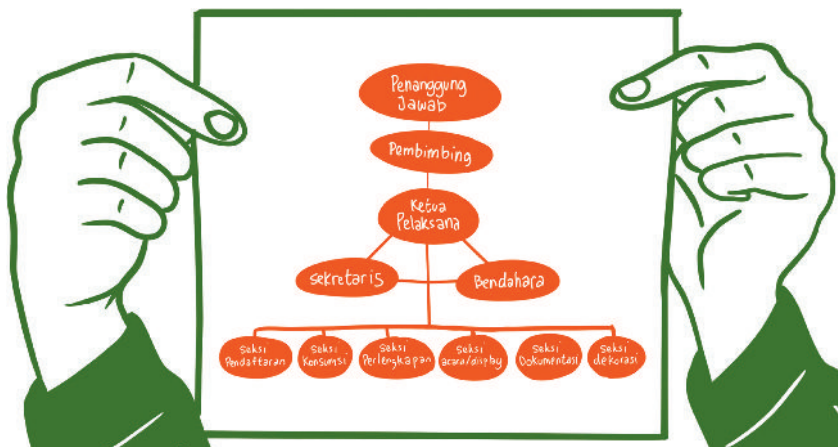 Penanggung
Jawab
Pembimbing
Ketua
Pelaksana
Sekretaris
Bendahara
Seksi
Pendaftaran
Seksi
Konsumsi
Seksi
Perlengkapan
Seksi
acara/display
Seksi
Dokumentasi
Seksi
dekorasi